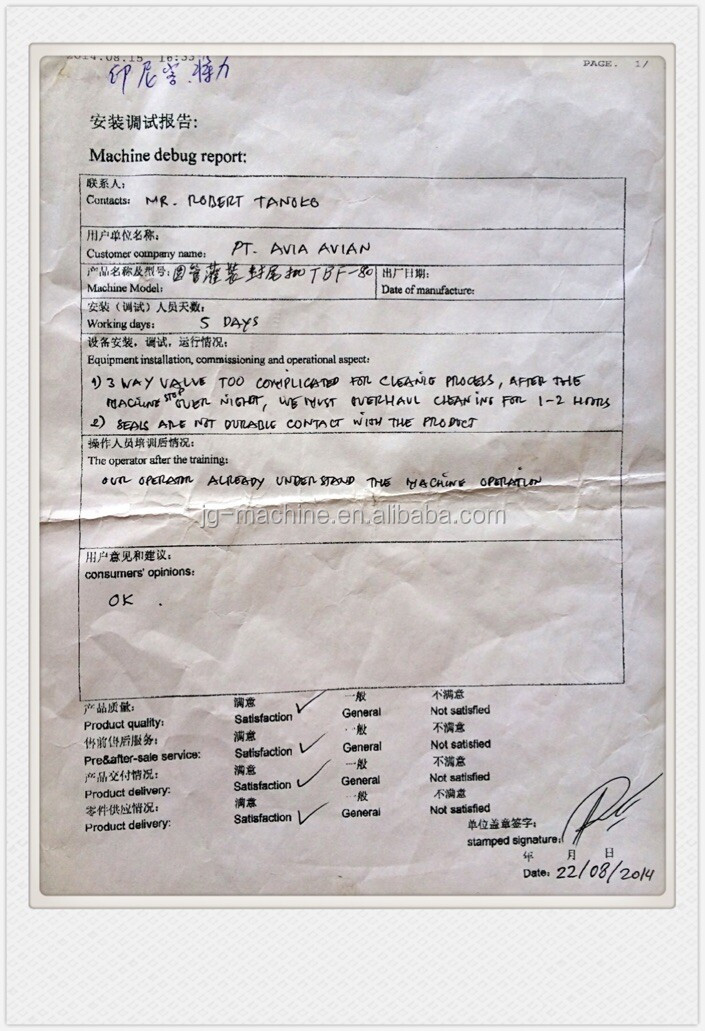 2014.08.15 16:33
PAGE. 1/
印尼 力
安装调试报告:
Machine debug report:
联系人:
Contacts: MR. ROBERT TANOKO
用户单位名称:
Customer company name: PT. AVIA AVIAN
产品名称及型号: 圆管灌装封尾机 TBF-80 出厂日期:
Machine Model: Date of manufacture:
安装（调试）人员天数:
Working days: 5 DAYS
设备安装，调试，运行情况:
Equipment installation, commissioning and operational aspect:
1) 3 WAY VALVE TOO COMPLICATED FOR CLEANIG PROCESS, AFTER THE
MACHINE STOP OVER NIGHT, WE MUST OVERHAUL CLEANING FOR 1-2 HOURS
2) SEALS ARE NOT DURABLE CONTACT WITH THE PRODUCT
操作人员培训后情况:
The operator after the training:
OUR OPERATOR ALREADY UNDERSTAND THE MACHINE OPERATION
jg-machine.en.alibaba.com
用户意见和建议:
consumers' opinions:
OK .
产品质量: 满意 一般 不满意
Product quality: Satisfaction ✓ General Not satisfied
售前售后服务: 满意 一般 不满意
Pre&after-sale service: Satisfaction ✓ General Not satisfied
产品交付情况: 满意 一般 不满意
Product delivery: Satisfaction ✓ General Not satisfied
零件供应情况: 满意 一般 不满意
Product delivery: Satisfaction ✓ General Not satisfied
单位盖章签字:
stamped signature:
年 月 日
Date: 22/08/2014